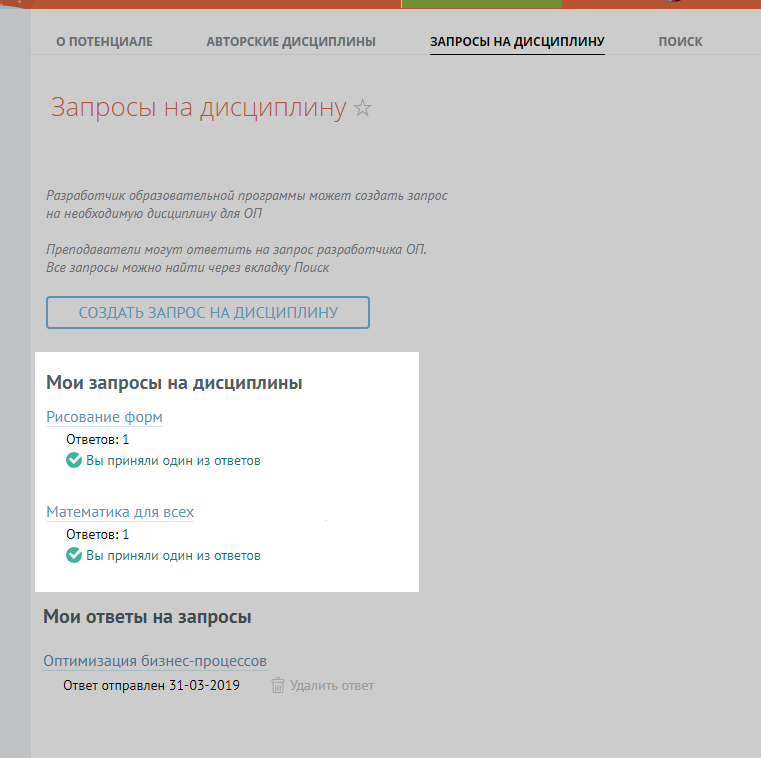 О ПОТЕНЦИАЛЕ АВТОРСКИЕ ДИСЦИПЛИНЫ ЗАПРОСЫ НА ДИСЦИПЛИНУ ПОИСК
Запросы на дисциплину
Разработчик образовательной программы может создать запрос
на необходимую дисциплину для ОП
Преподаватели могут ответить на запрос разработчика ОП.
Все запросы можно найти через вкладку Поиск
СОЗДАТЬ ЗАПРОС НА ДИСЦИПЛИНУ
Мои запросы на дисциплины
Рисование форм
Ответов: 1
Вы приняли один из ответов
Математика для всех
Ответов: 1
Вы приняли один из ответов
Мои ответы на запросы
Оптимизация бизнес-процессов
Ответ отправлен 31-03-2019 Удалить ответ